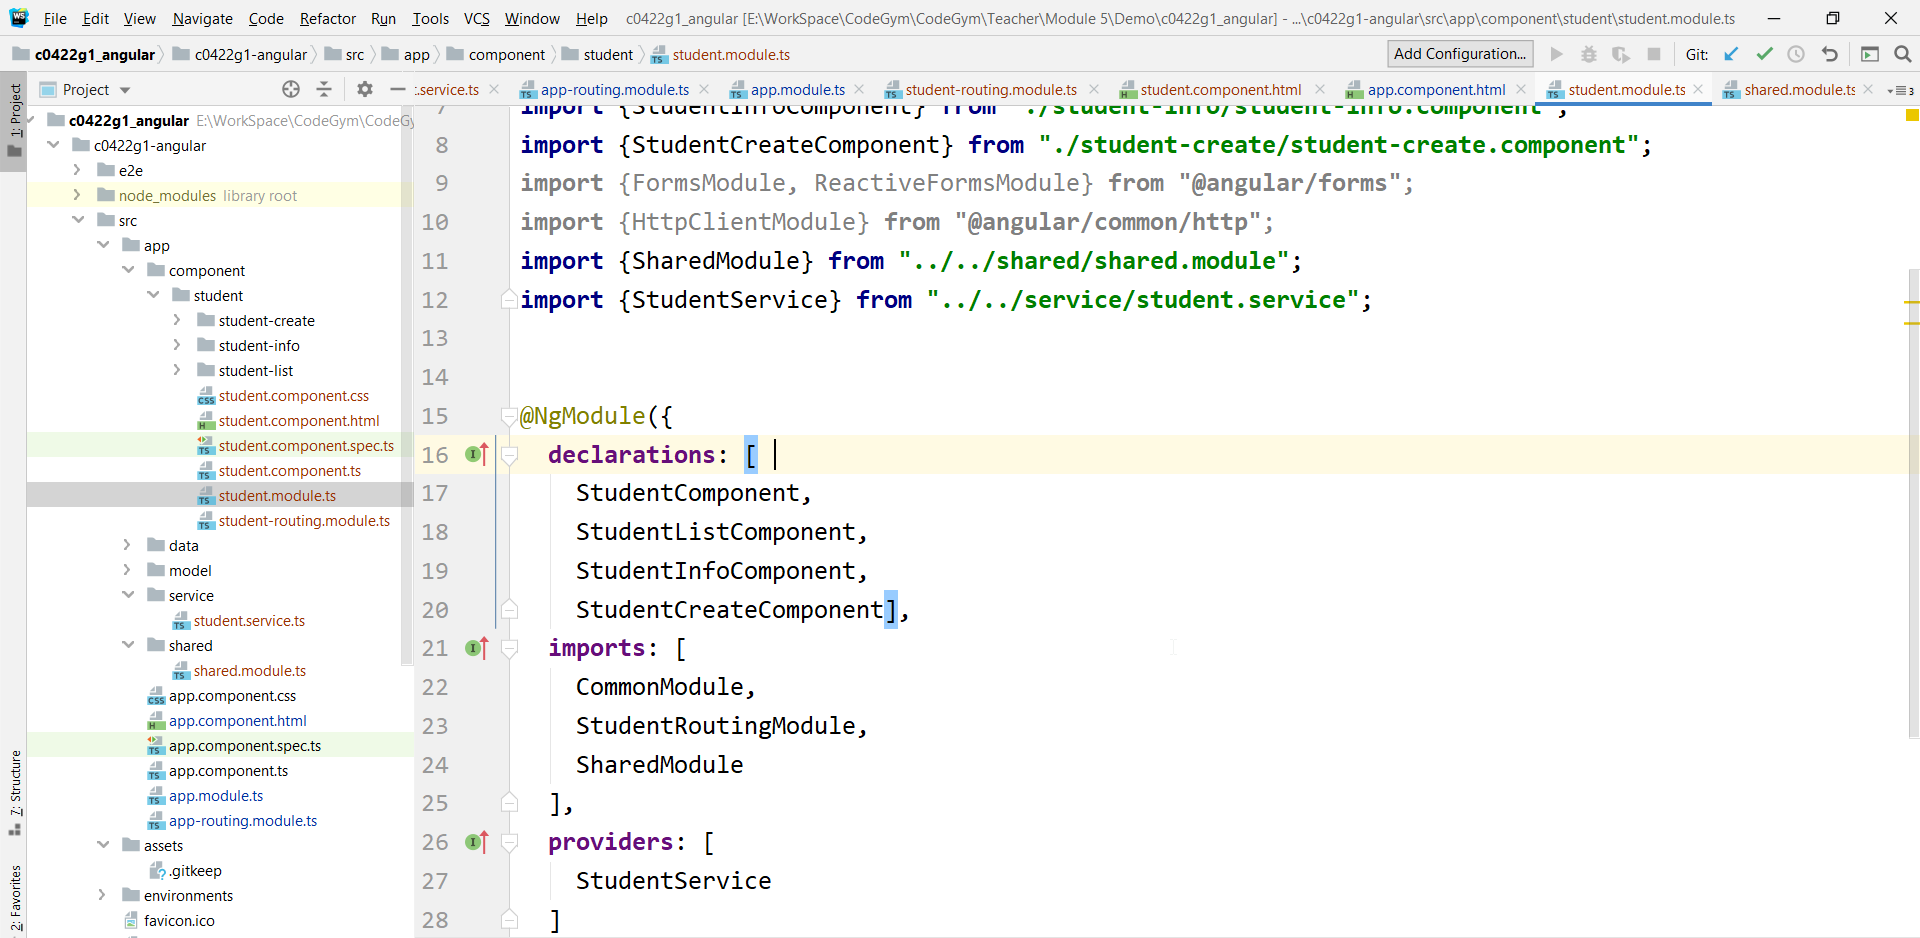 File Edit View Navigate Code Refactor Run Tools VCS Window Help c0422g1_angular [E:\WorkSpace\CodeGym\CodeGym\Teacher\Module 5\Demo\c0422g1_angular] - ...\c0422g1-angular\src\app\component\student\student.module.ts
c0422g1_angular c0422g1-angular src app component student student.module.ts Add Configuration... Git:
Project t.service.ts app-routing.module.ts app.module.ts student-routing.module.ts student.component.html app.component.html student.module.ts shared.module.ts 3
1: Project
7: Structure
2: Favorites
c0422g1_angular E:\WorkSpace\CodeGym\CodeGy
c0422g1-angular
e2e
node_modules library root
src
app
component
student
student-create
student-info
student-list
student.component.css
student.component.html
student.component.spec.ts
student.component.ts
student.module.ts
student-routing.module.ts
data
model
service
student.service.ts
shared
shared.module.ts
app.component.css
app.component.html
app.component.spec.ts
app.component.ts
app.module.ts
app-routing.module.ts
assets
.gitkeep
environments
favicon.ico
7 import {StudentInfoComponent} from "./student-info/student-info.component";
8 import {StudentCreateComponent} from "./student-create/student-create.component";
9 import {FormsModule, ReactiveFormsModule} from "@angular/forms";
10 import {HttpClientModule} from "@angular/common/http";
11 import {SharedModule} from "../../shared/shared.module";
12 import {StudentService} from "../../service/student.service";
13
14
15 @NgModule({
16 declarations: [
17 StudentComponent,
18 StudentListComponent,
19 StudentInfoComponent,
20 StudentCreateComponent],
21 imports: [
22 CommonModule,
23 StudentRoutingModule,
24 SharedModule
25 ],
26 providers: [
27 StudentService
28 ]